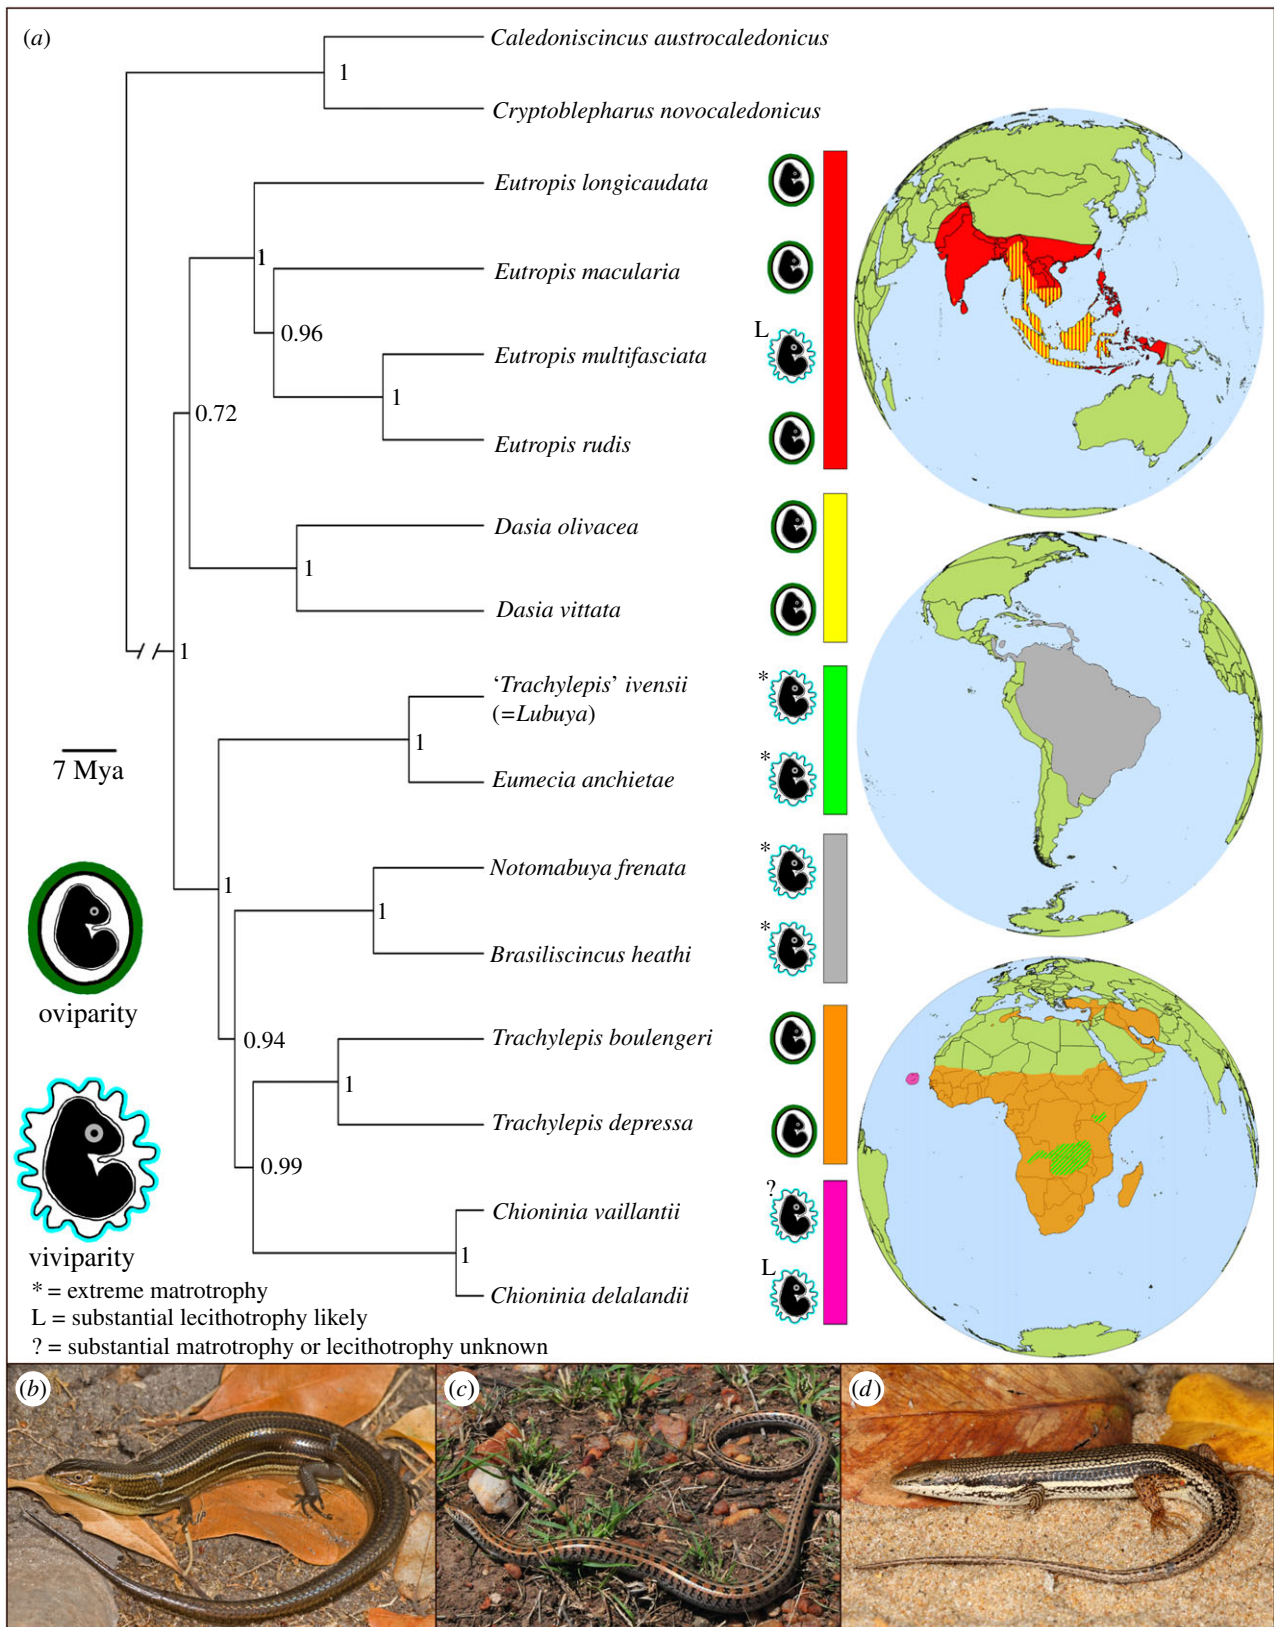 (a)
Caledoniscincus austrocaledonicus
1
Cryptoblepharus novocaledonicus
Eutropis longicaudata
1
Eutropis macularia
0.96
L
Eutropis multifasciata
1
0.72
Eutropis rudis
Dasia olivacea
1
Dasia vittata
1
'Trachylepis' ivensii
(=Lubuya)
*
1
7 Mya
Eumecia anchietae
*
Notomabuya frenata
*
1
1
Brasiliscincus heathi
*
oviparity
0.94
Trachylepis boulengeri
1
Trachylepis depressa
0.99
?
Chioninia vaillantii
1
viviparity
L
Chioninia delalandii
* = extreme matrotrophy
L = substantial lecithotrophy likely
? = substantial matrotrophy or lecithotrophy unknown
(b)
(c)
(d)